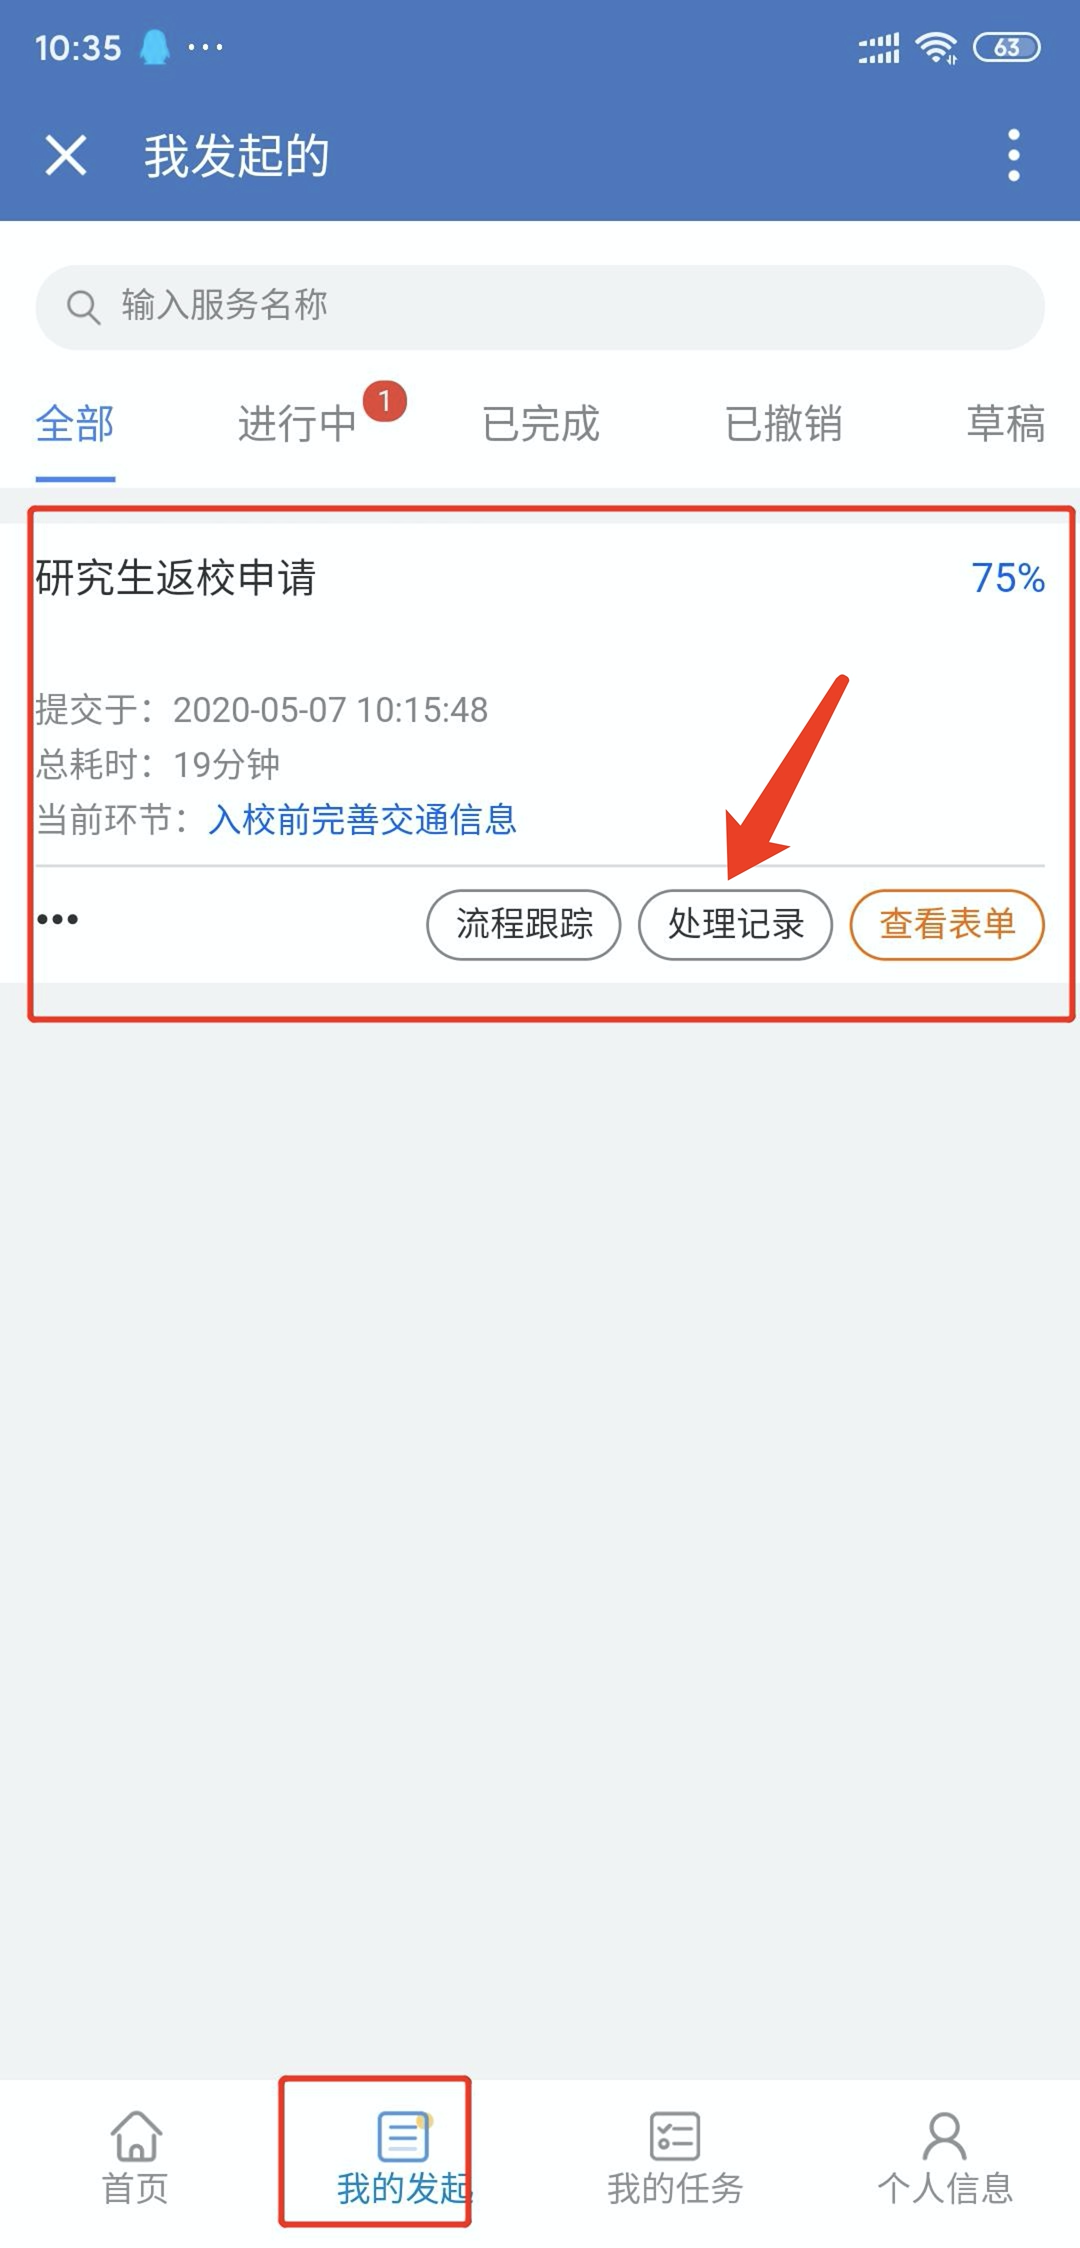 10:35 ··· 63
我发起的
输入服务名称
全部 进行中 1 已完成 已撤销 草稿
研究生返校申请 75%
提交于：2020-05-07 10:15:48
总耗时：19分钟
当前环节：入校前完善交通信息
••• 流程跟踪 处理记录 查看表单
首页 我的发起 我的任务 个人信息